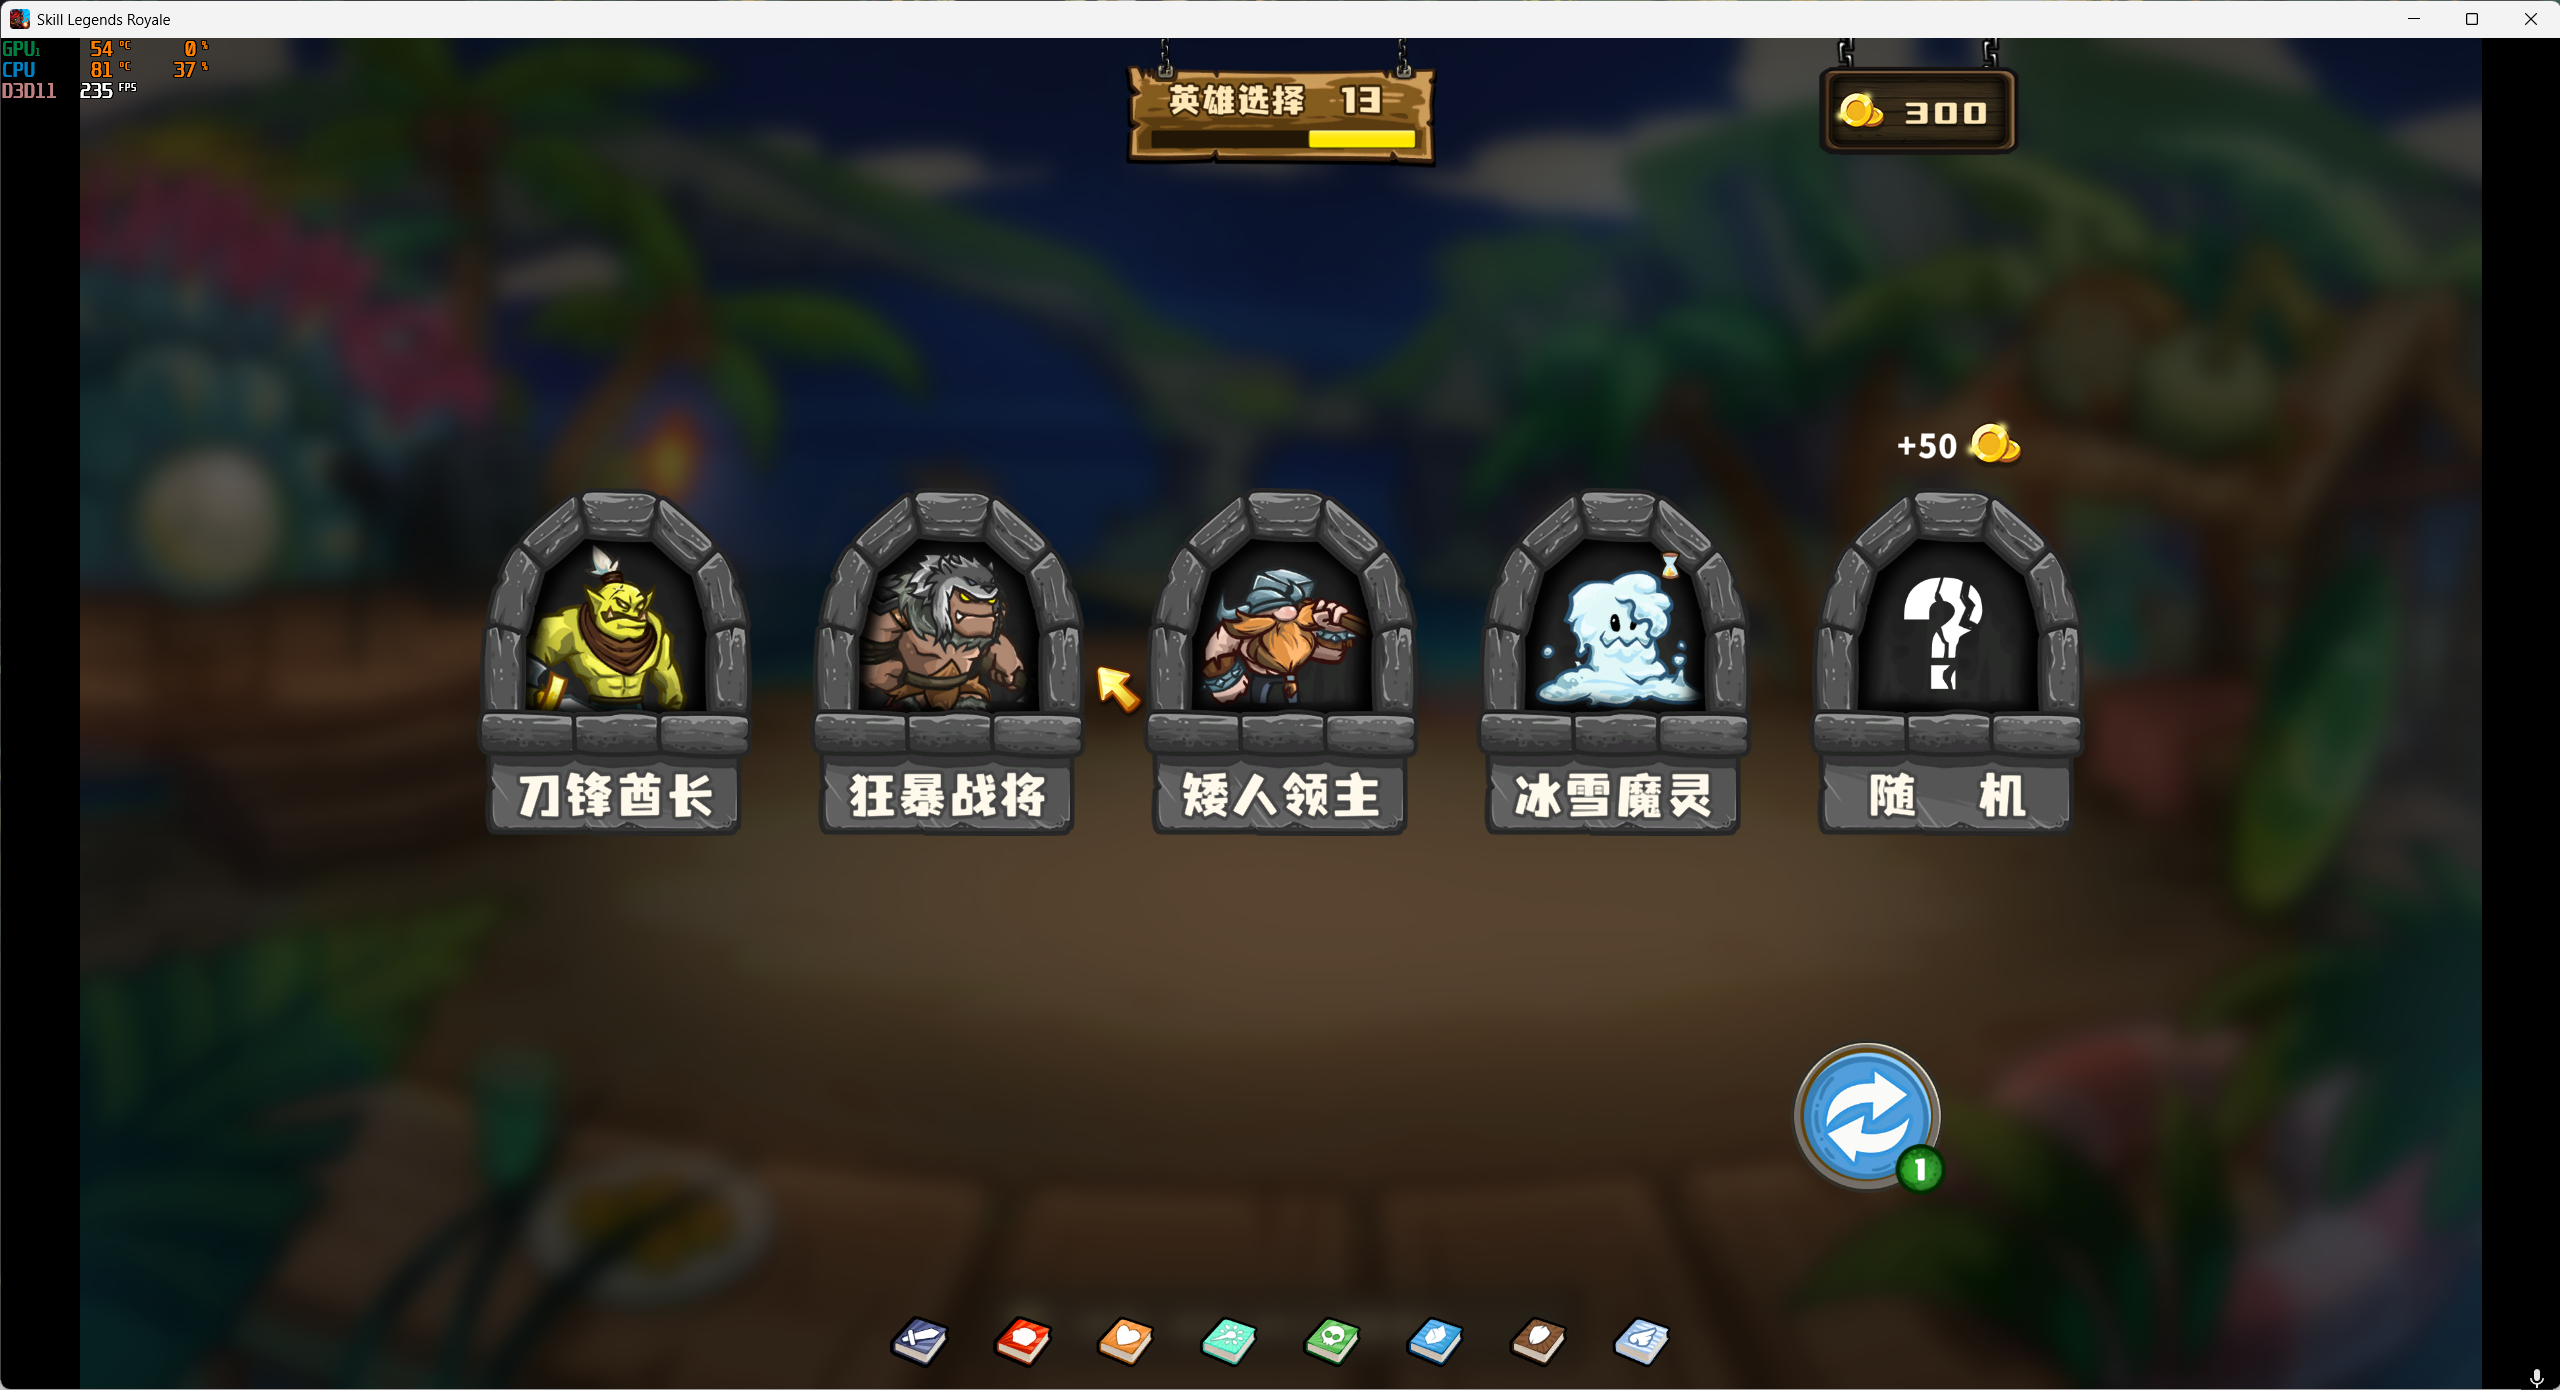 Skill Legends Royale
GPU1 54 °C 0 %
CPU 81 °C 37 %
D3D11 235 FPS
英雄选择 13
300
+50
刀锋酋长
狂暴战将
矮人领主
冰雪魔灵
随 机
1